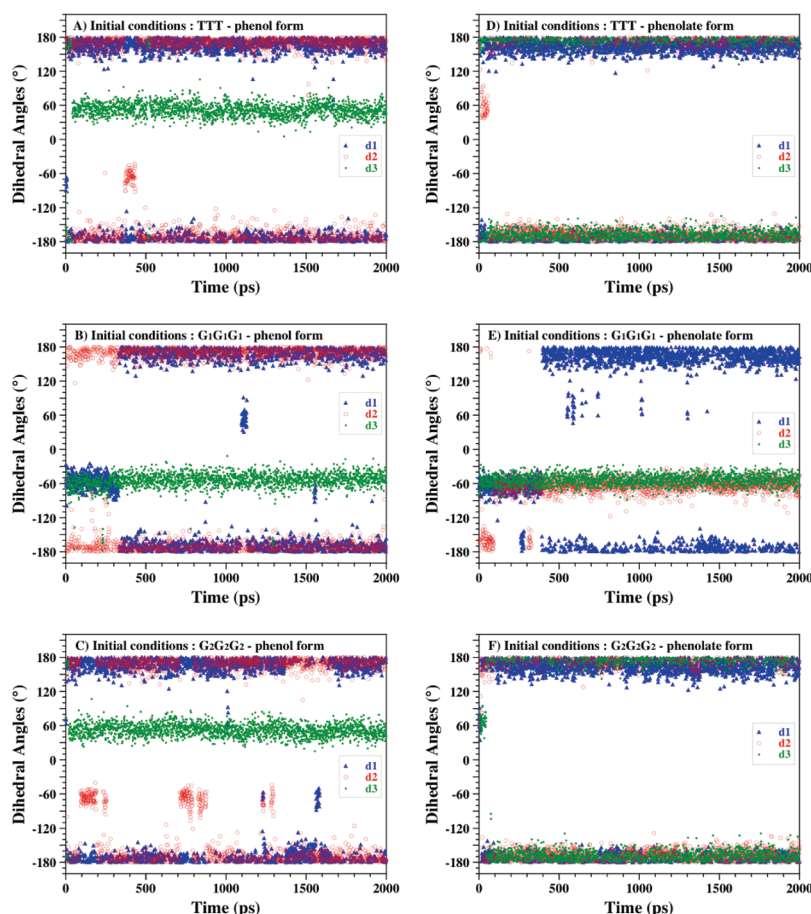 A) Initial conditions : TTT - phenol form
180
120
60
0
-60
-120
-180
Dihedral Angles (°)
d1
d2
d3
0
500
1000
1500
2000
Time (ps)
D) Initial conditions : TTT - phenolate form
180
120
60
0
-60
-120
-180
Dihedral Angles (°)
d1
d2
d3
0
500
1000
1500
2000
Time (ps)
B) Initial conditions : G1G1G1 - phenol form
180
120
60
0
-60
-120
-180
Dihedral Angles (°)
d1
d2
d3
0
500
1000
1500
2000
Time (ps)
E) Initial conditions : G1G1G1 - phenolate form
180
120
60
0
-60
-120
-180
Dihedral Angles (°)
d1
d2
d3
0
500
1000
1500
2000
Time (ps)
C) Initial conditions : G2G2G2 - phenol form
180
120
60
0
-60
-120
-180
Dihedral Angles (°)
d1
d2
d3
0
500
1000
1500
2000
Time (ps)
F) Initial conditions : G2G2G2 - phenolate form
180
120
60
0
-60
-120
-180
Dihedral Angles (°)
d1
d2
d3
0
500
1000
1500
2000
Time (ps)